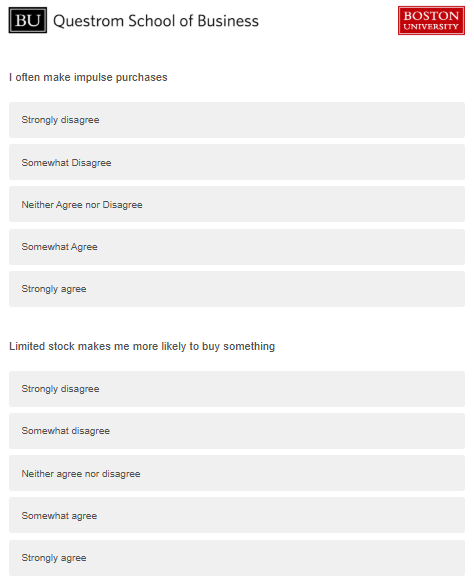 BU Questrom School of Business
BOSTON
UNIVERSITY
I often make impulse purchases
Strongly disagree
Somewhat Disagree
Neither Agree nor Disagree
Somewhat Agree
Strongly agree
Limited stock makes me more likely to buy something
Strongly disagree
Somewhat disagree
Neither agree nor disagree
Somewhat agree
Strongly agree